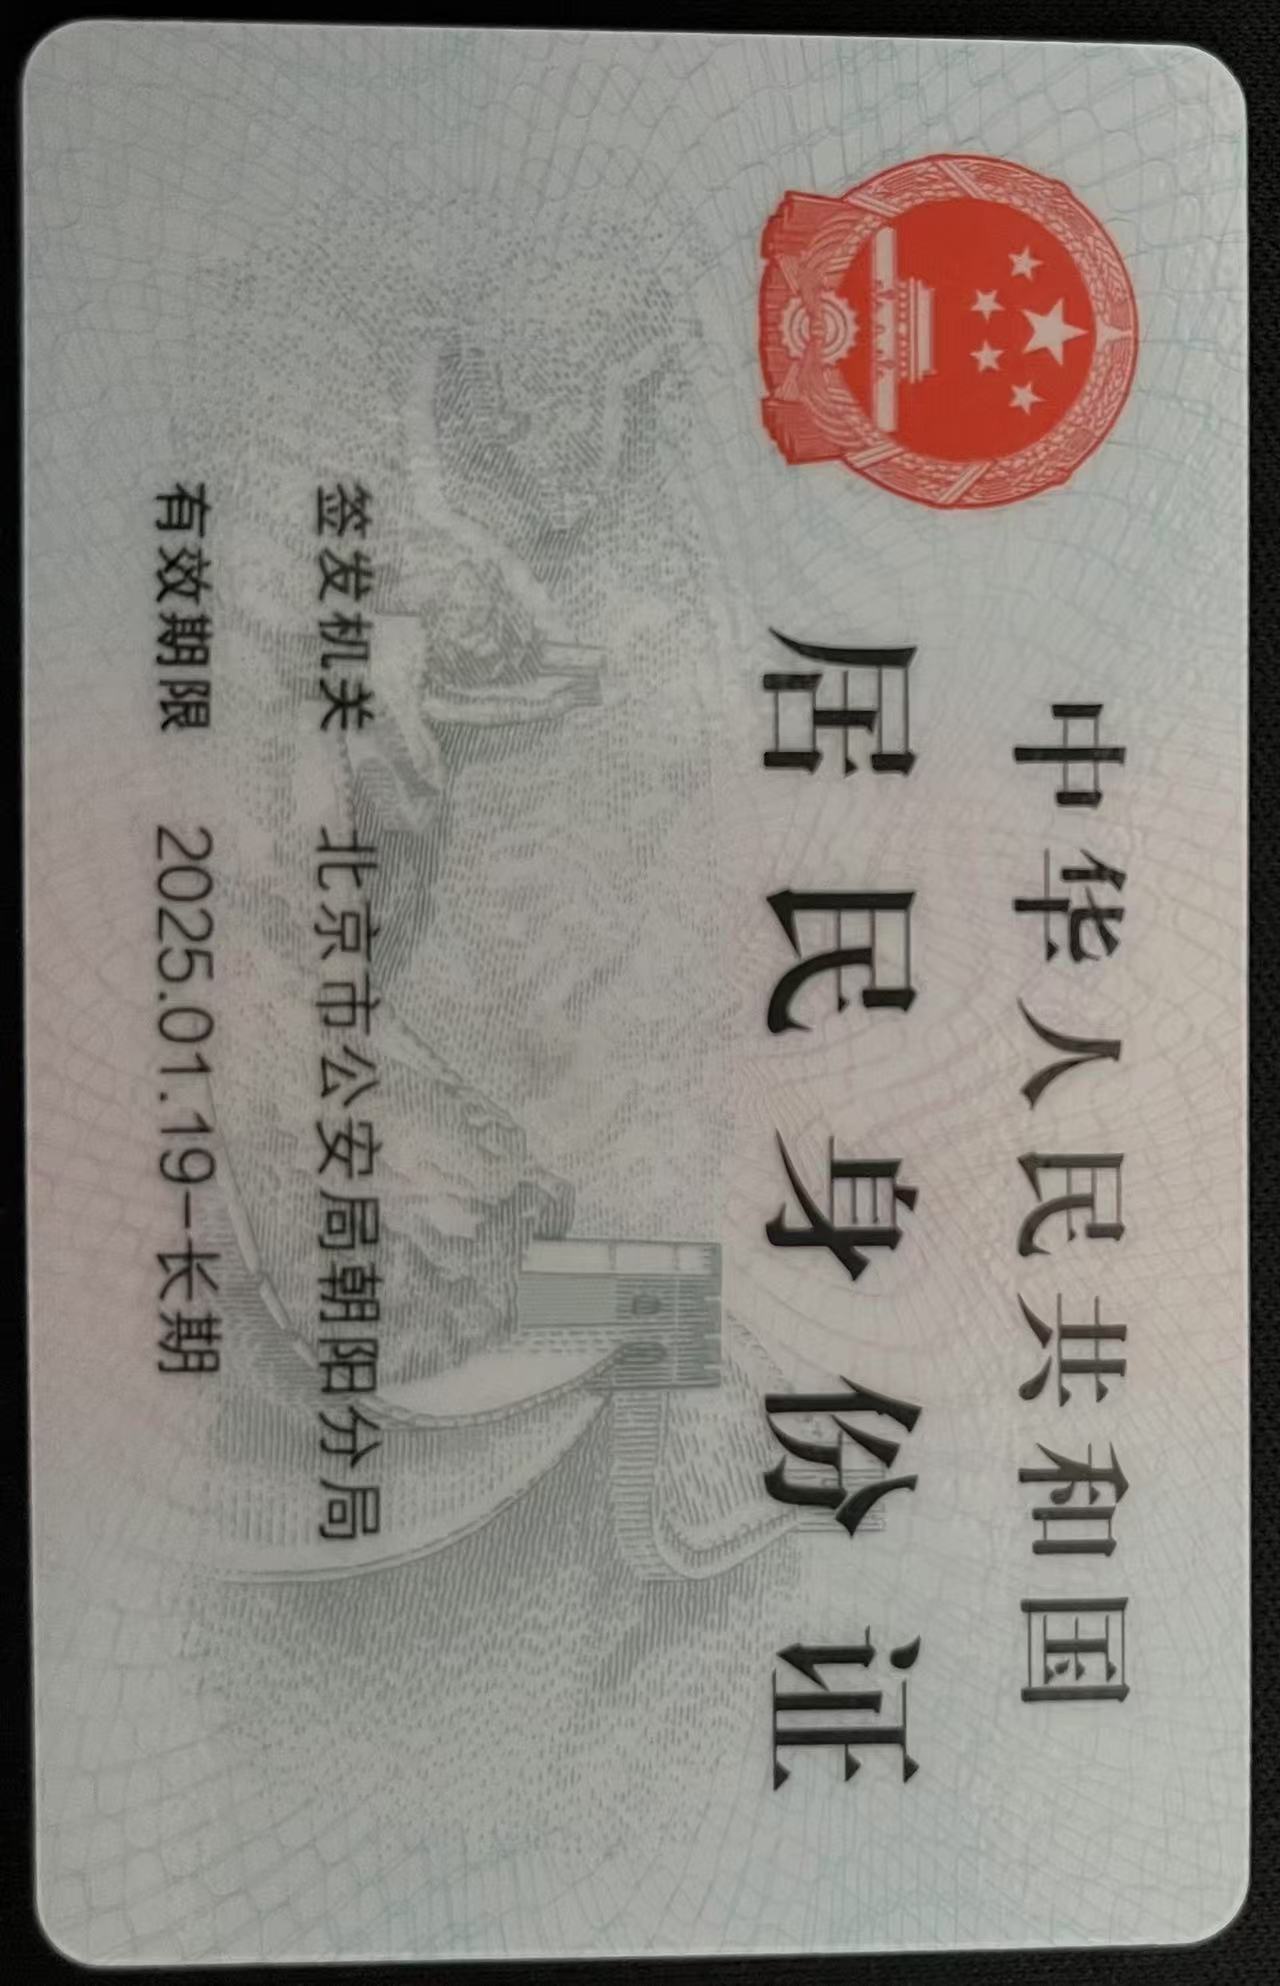 中华人民共和国
居民身份证
签发机关 北京市公安局朝阳分局
有效期限 2025.01.19-长期